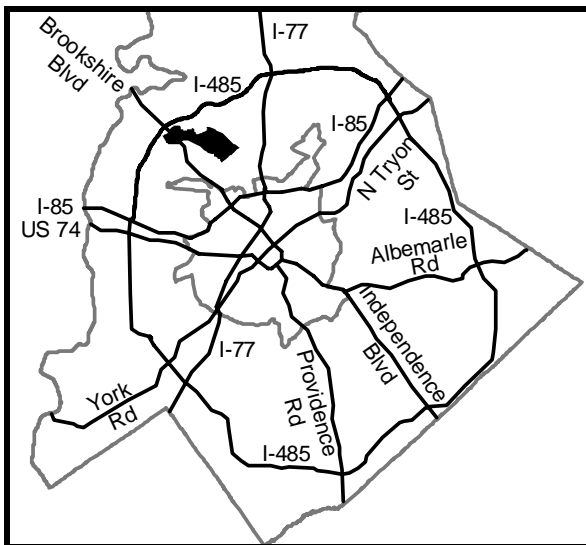 Brookshire
Blvd
I-77
I-485
I-85
N Tryon
St
I-85
US 74
I-485
Albemarle
Rd
Independence
Blvd
I-77
Providence
Rd
York
Rd
I-485